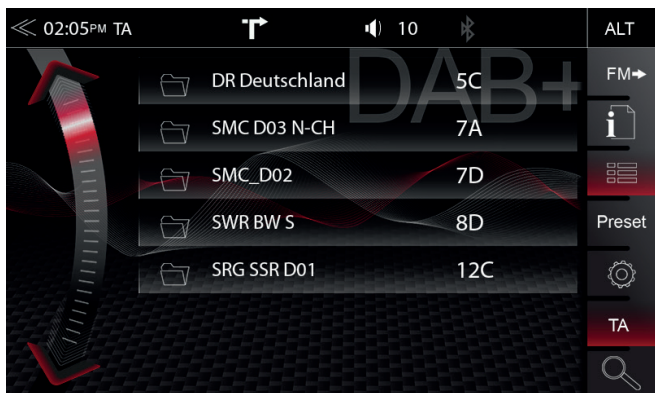 02:05PM TA 10 ALT
DAB+
FM
DR Deutschland 5C
SMC D03 N-CH 7A
i
SMC_D02 7D
SWR BW S 8D
Preset
SRG SSR D01 12C
TA